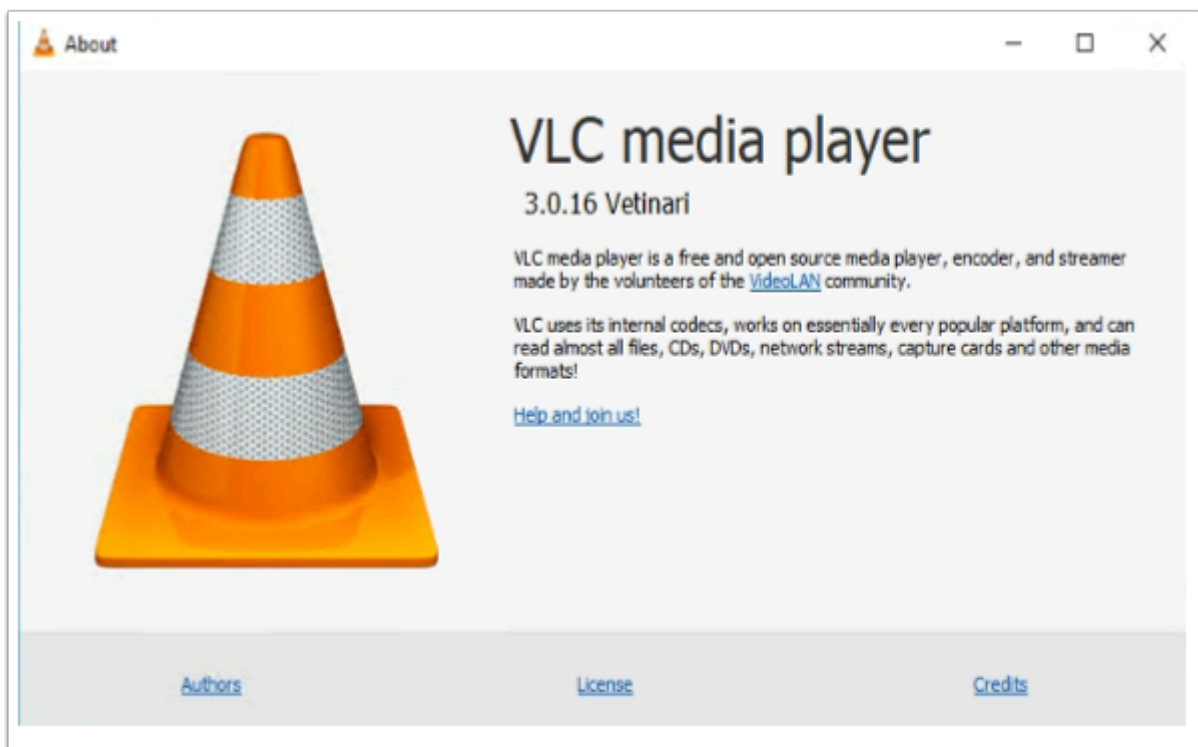 About
VLC media player
3.0.16 Vetinari
VLC media player is a free and open source media player, encoder, and streamer
made by the volunteers of the VideoLAN community.
VLC uses its internal codecs, works on essentially every popular platform, and can
read almost all files, CDs, DVDs, network streams, capture cards and other media
formats!
Help and join us!
Authors
License
Credits